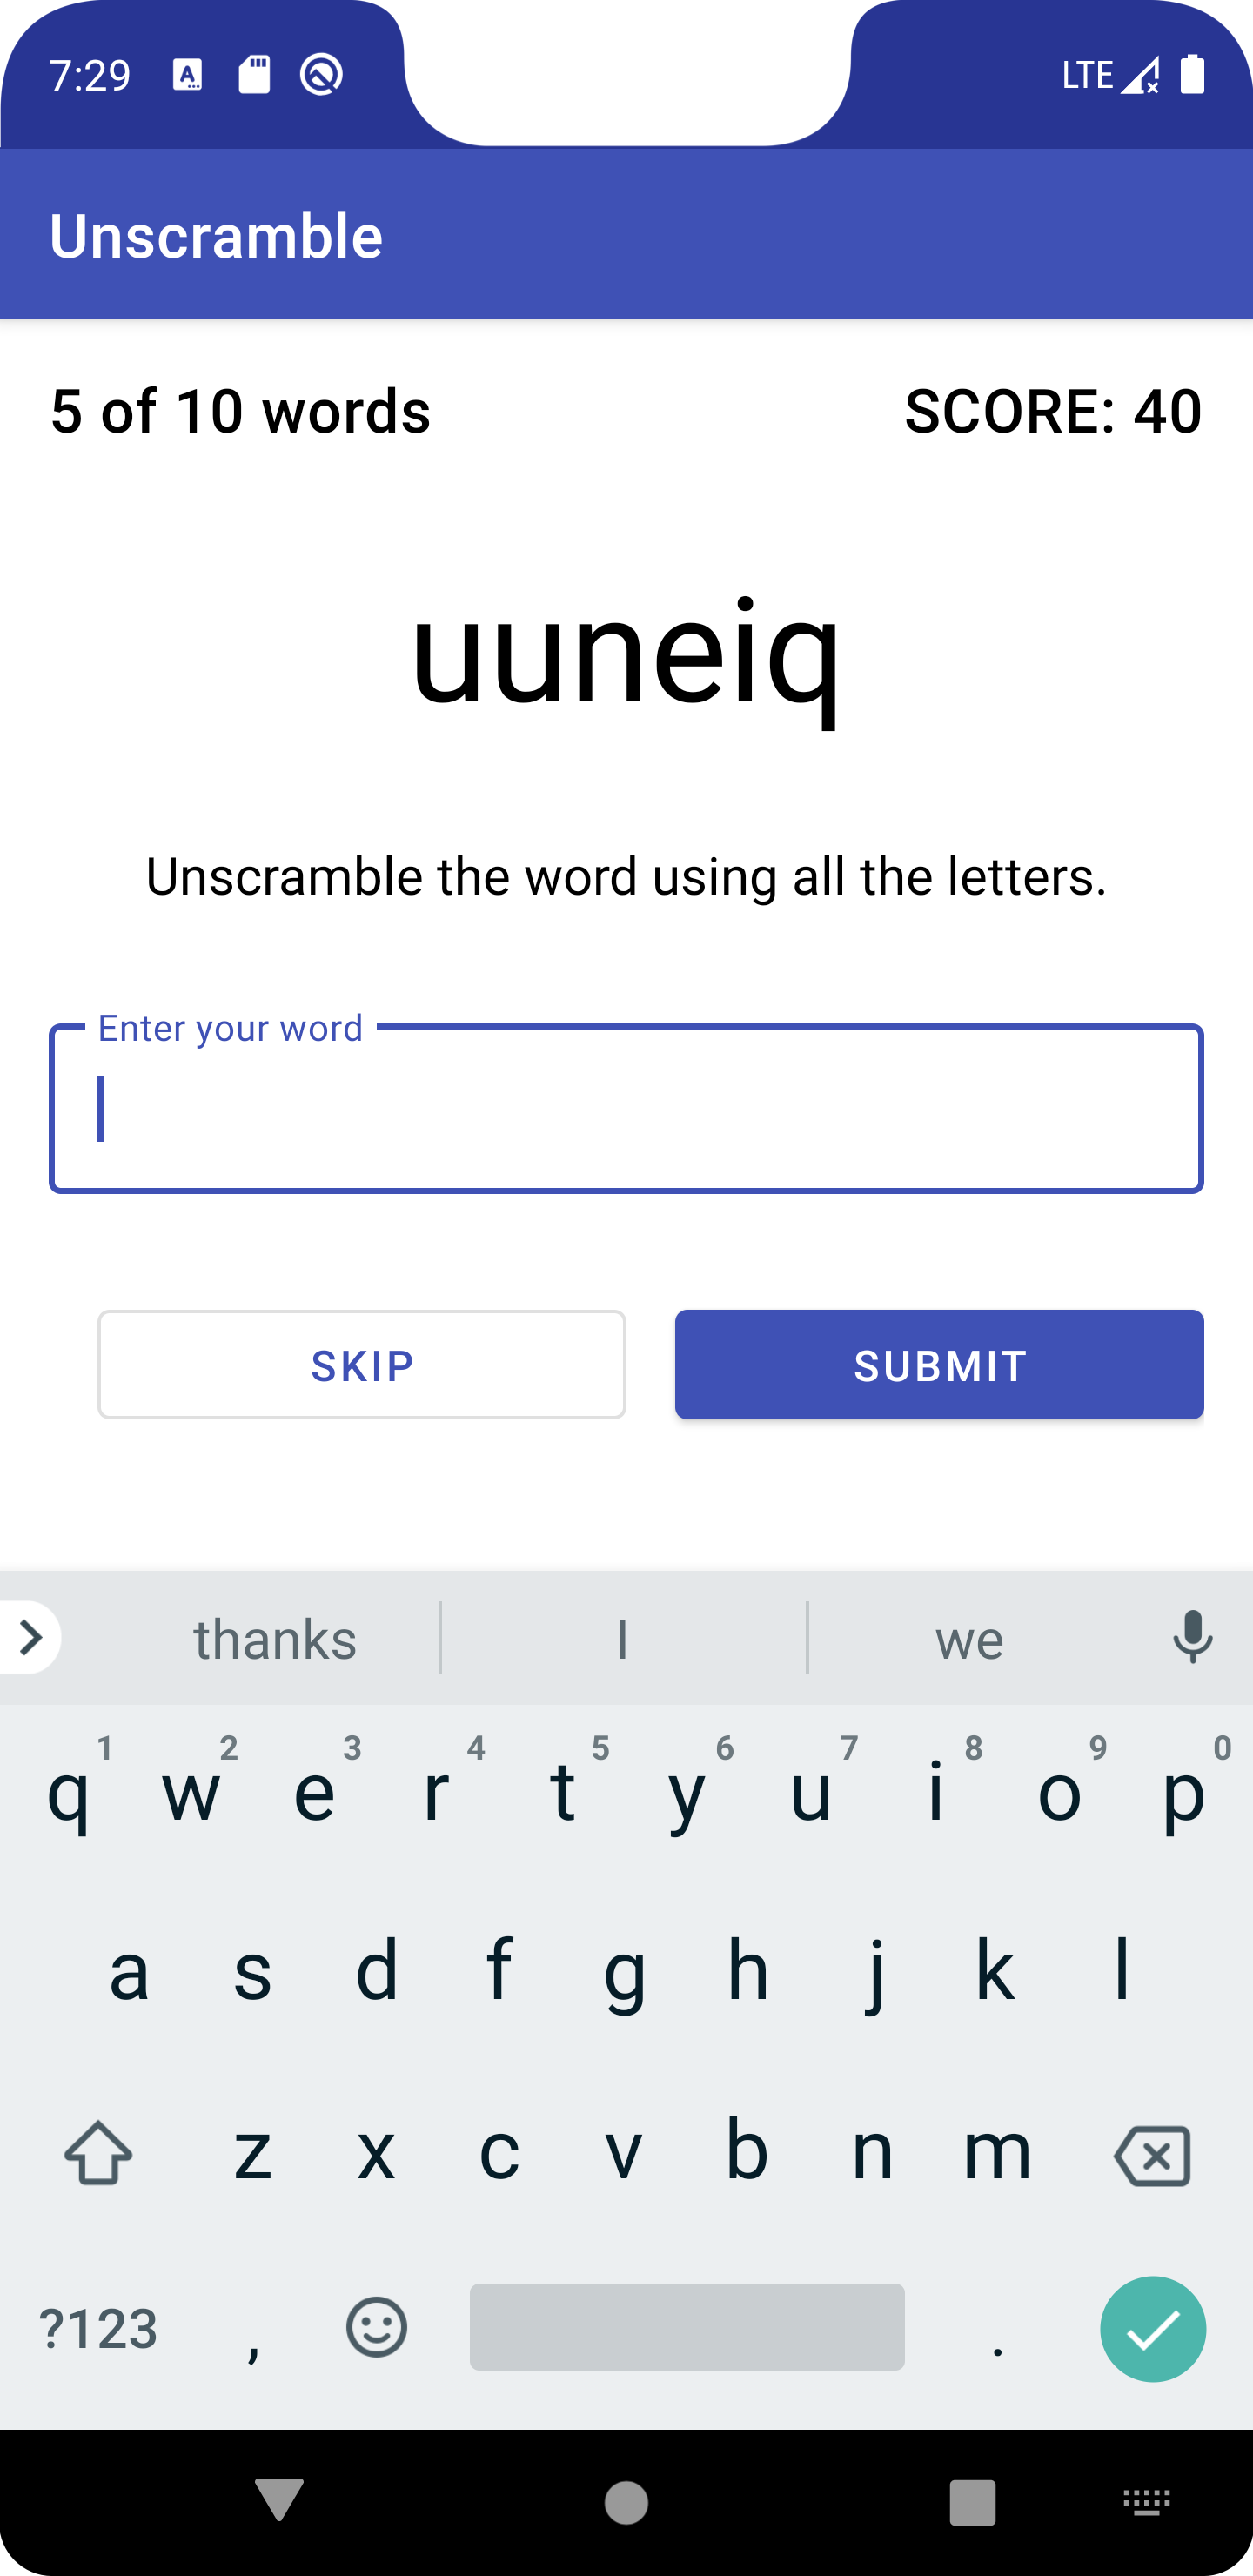 7:29 LTE
Unscramble
5 of 10 words SCORE: 40
uuneiq
Unscramble the word using all the letters.
Enter your word
SKIP SUBMIT
thanks I we
1 2 3 4 5 6 7 8 9 0
q w e r t y u i o p
a s d f g h j k l
z x c v b n m
?123 , .